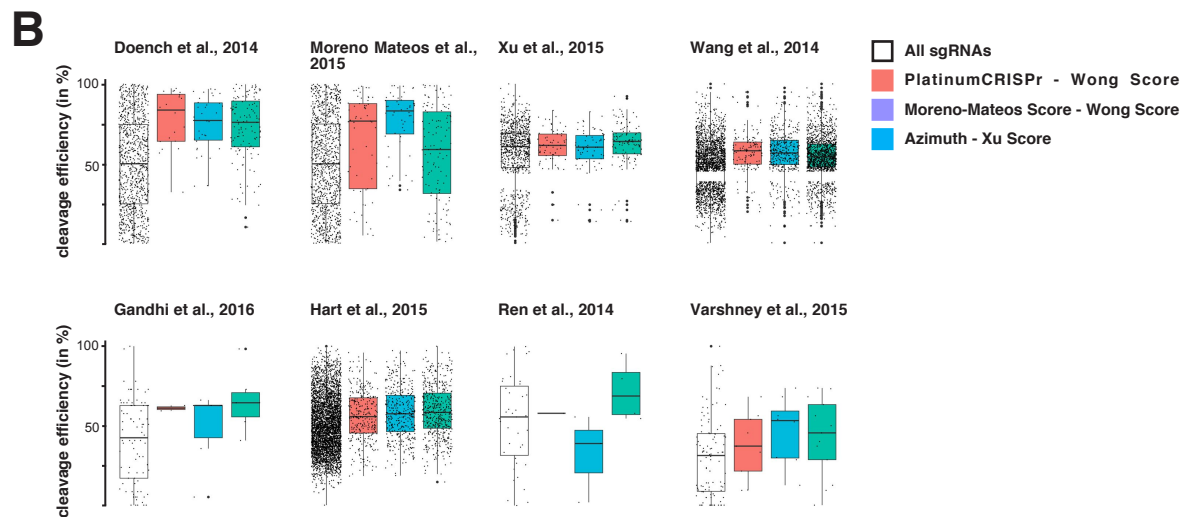 B
Doench et al., 2014
Moreno Mateos et al.,
2015
Xu et al., 2015
Wang et al., 2014
All sgRNAs
PlatinumCRISPr - Wong Score
Moreno-Mateos Score - Wong Score
Azimuth - Xu Score
cleavage efficiency (in %)
100
50
Gandhi et al., 2016
Hart et al., 2015
Ren et al., 2014
Varshney et al., 2015
cleavage efficiency (in %)
100
50